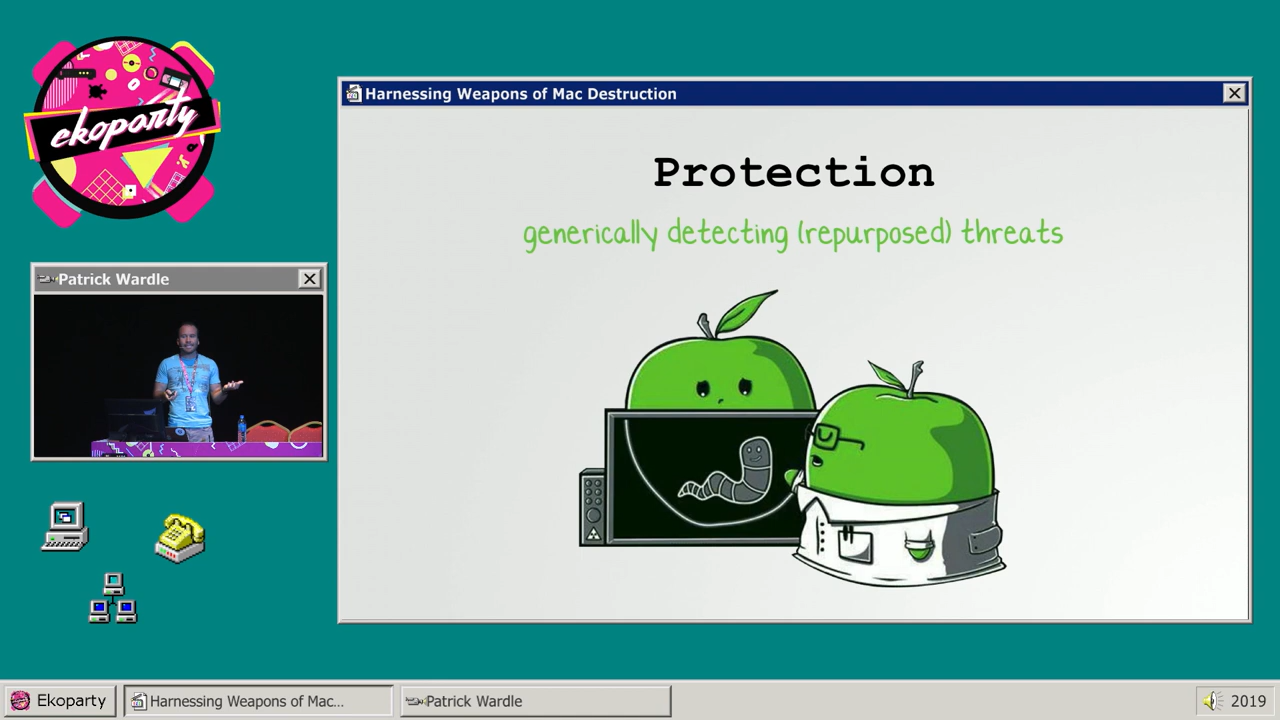 ekoparty
Harnessing Weapons of Mac Destruction
Protection
generically detecting (repurposed) threats
Patrick Wardle
Ekoparty
Harnessing Weapons of Mac...
Patrick Wardle
2019